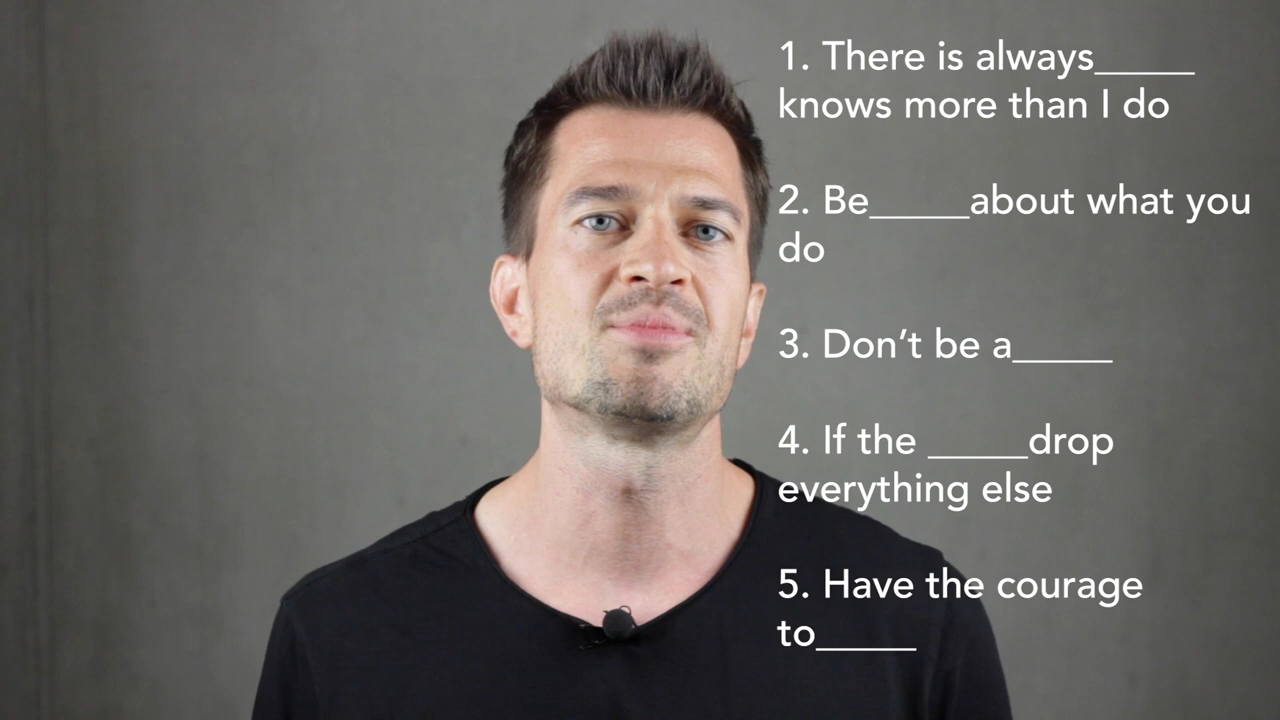 1. There is always_____
knows more than I do
2. Be_____about what you
do
3. Don’t be a_____
4. If the _____drop
everything else
5. Have the courage
to_____